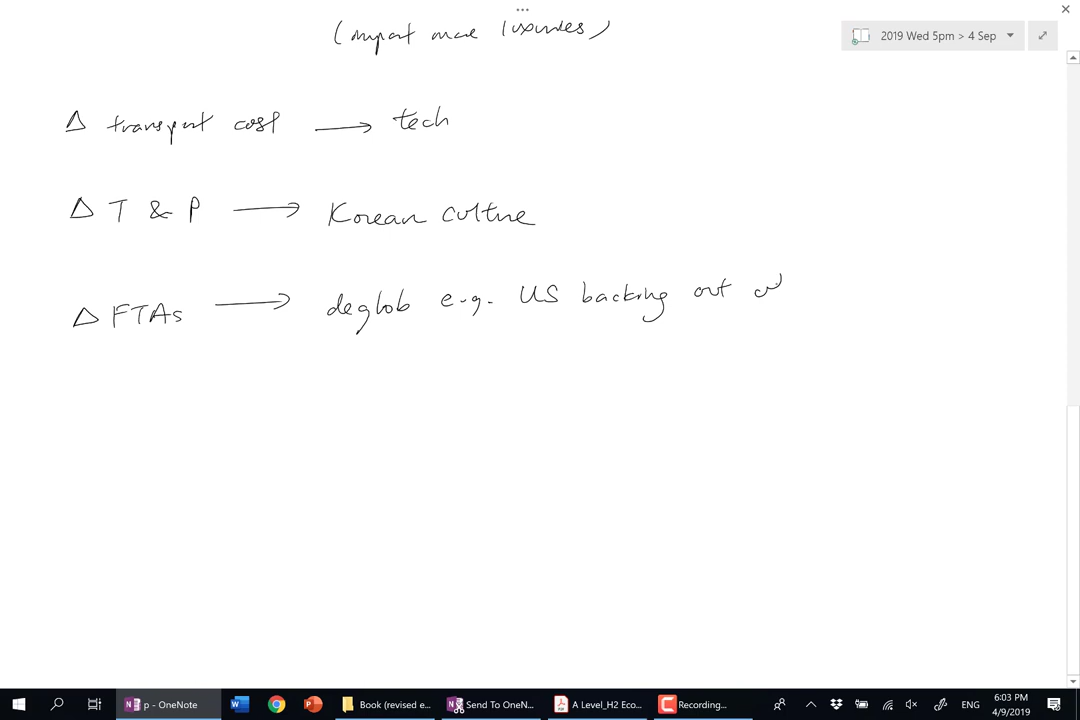 (import more luxuries)
2019 Wed 5pm > 4 Sep
Δ transport cost → tech
Δ T & P → Korean culture
Δ FTAs → deglob e.g. US backing out
p - OneNote
Book (revised e...
Send To OneN...
A Level_H2 Eco...
Recording...
ENG
6:03 PM
4/9/2019